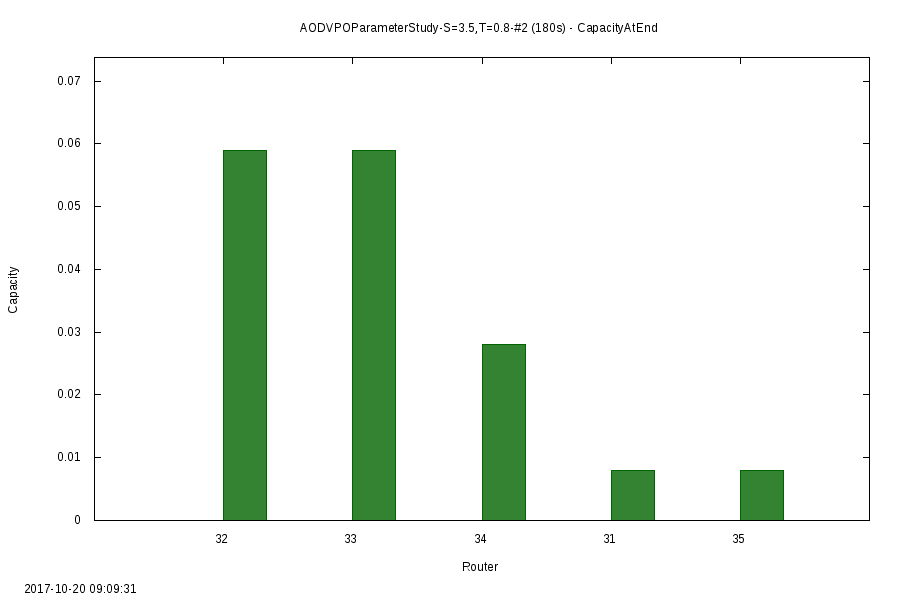 AODVPOParameterStudy-S=3.5,T=0.8-#2 (180s) - CapacityAtEnd
0.07
0.06
0.05
0.04
0.03
0.02
0.01
0
Capacity
32 33 34 31 35
Router
2017-10-20 09:09:31